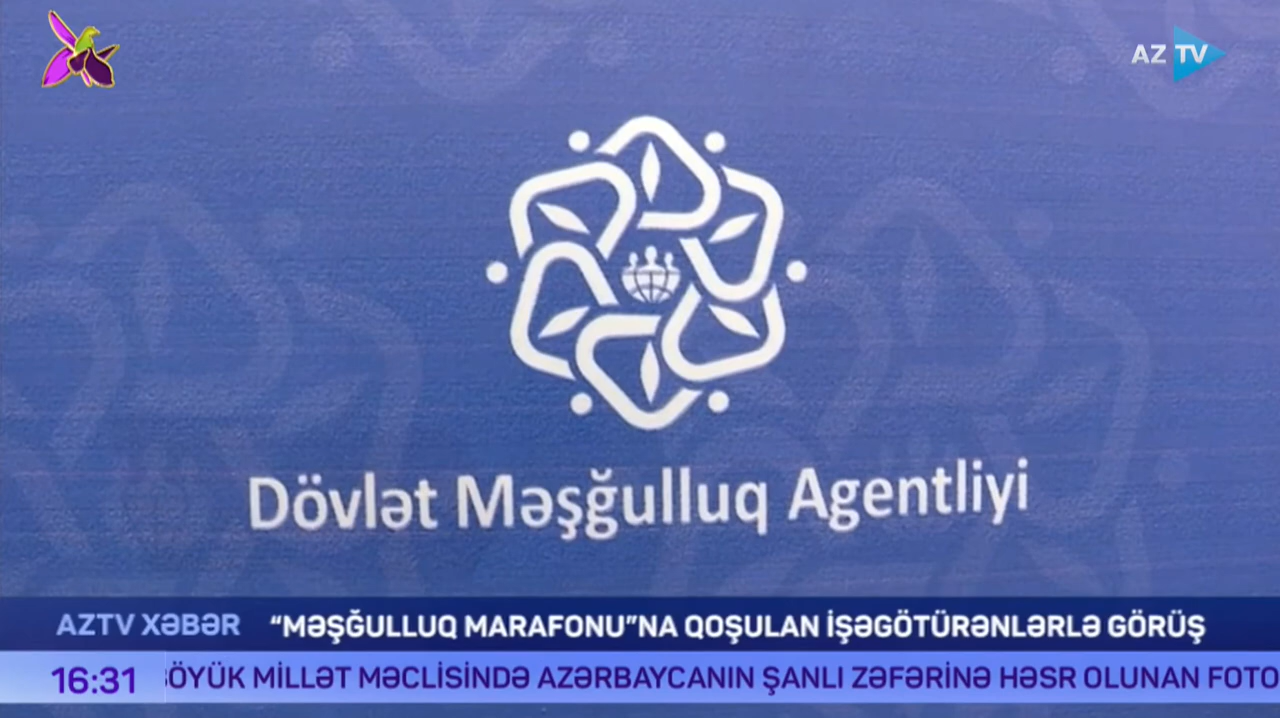 AZ TV
Dövlət Məşğulluq Agentliyi
AZTV XƏBƏR
“MƏŞĞULLUQ MARAFONU”NA QOŞULAN İŞƏGÖTÜRƏNLƏRLƏ GÖRÜŞ
16:31
MİLLƏT MƏCLİSİNDƏ AZƏRBAYCANIN ŞANLI ZƏFƏRİNƏ HƏSR OLUNAN FOTO